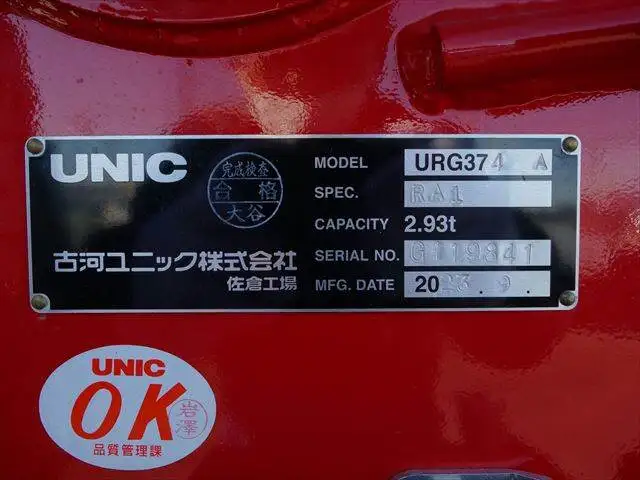 UNIC
完成検査
合格
大谷
古河ユニック株式会社
佐倉工場
MODEL URG374 A
SPEC. RA1
CAPACITY 2.93t
SERIAL NO. G119841
MFG. DATE 2023.9.
UNIC
OK
岩澤
品質管理課